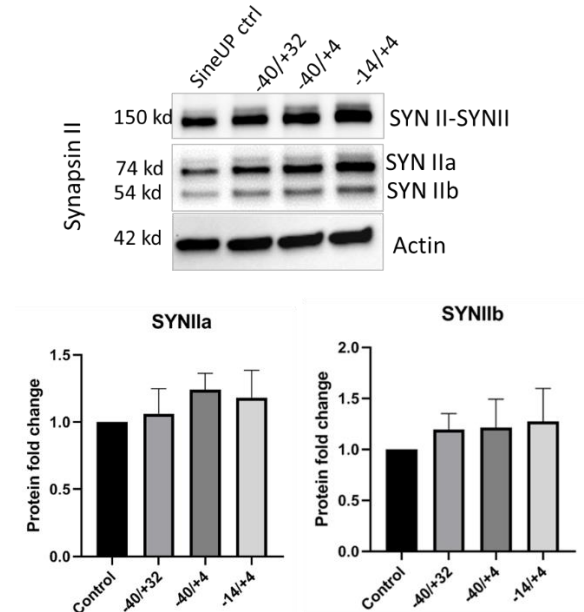 SineUP ctrl
-40/+32
-40/+4
-14/+4
Synapsin II
150 kd
SYN II-SYNII
74 kd
SYN IIa
54 kd
SYN IIb
42 kd
Actin
SYNIIa
Protein fold change
1.5
1.0
0.5
0.0
Control
-40/+32
-40/+4
-14/+4
SYNIIb
Protein fold change
2.0
1.5
1.0
0.5
0.0
Control
-40/+32
-40/+4
-14/+4